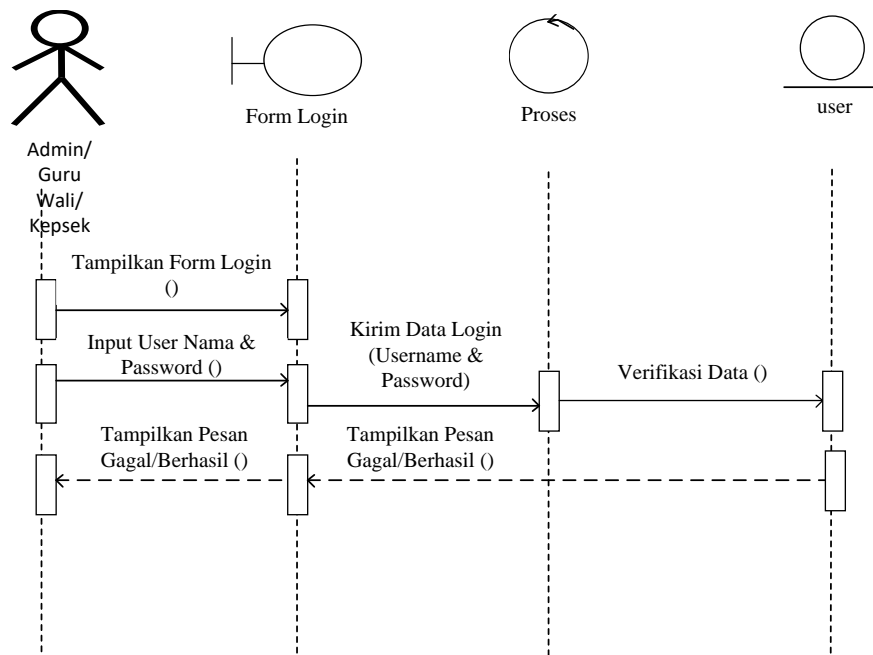 Form Login
Proses
user
Admin/
Guru
Wali/
Kepsek
Tampilkan Form Login
()
Input User Nama &
Password ()
Kirim Data Login
(Username &
Password)
Verifikasi Data ()
Tampilkan Pesan
Gagal/Berhasil ()
Tampilkan Pesan
Gagal/Berhasil ()